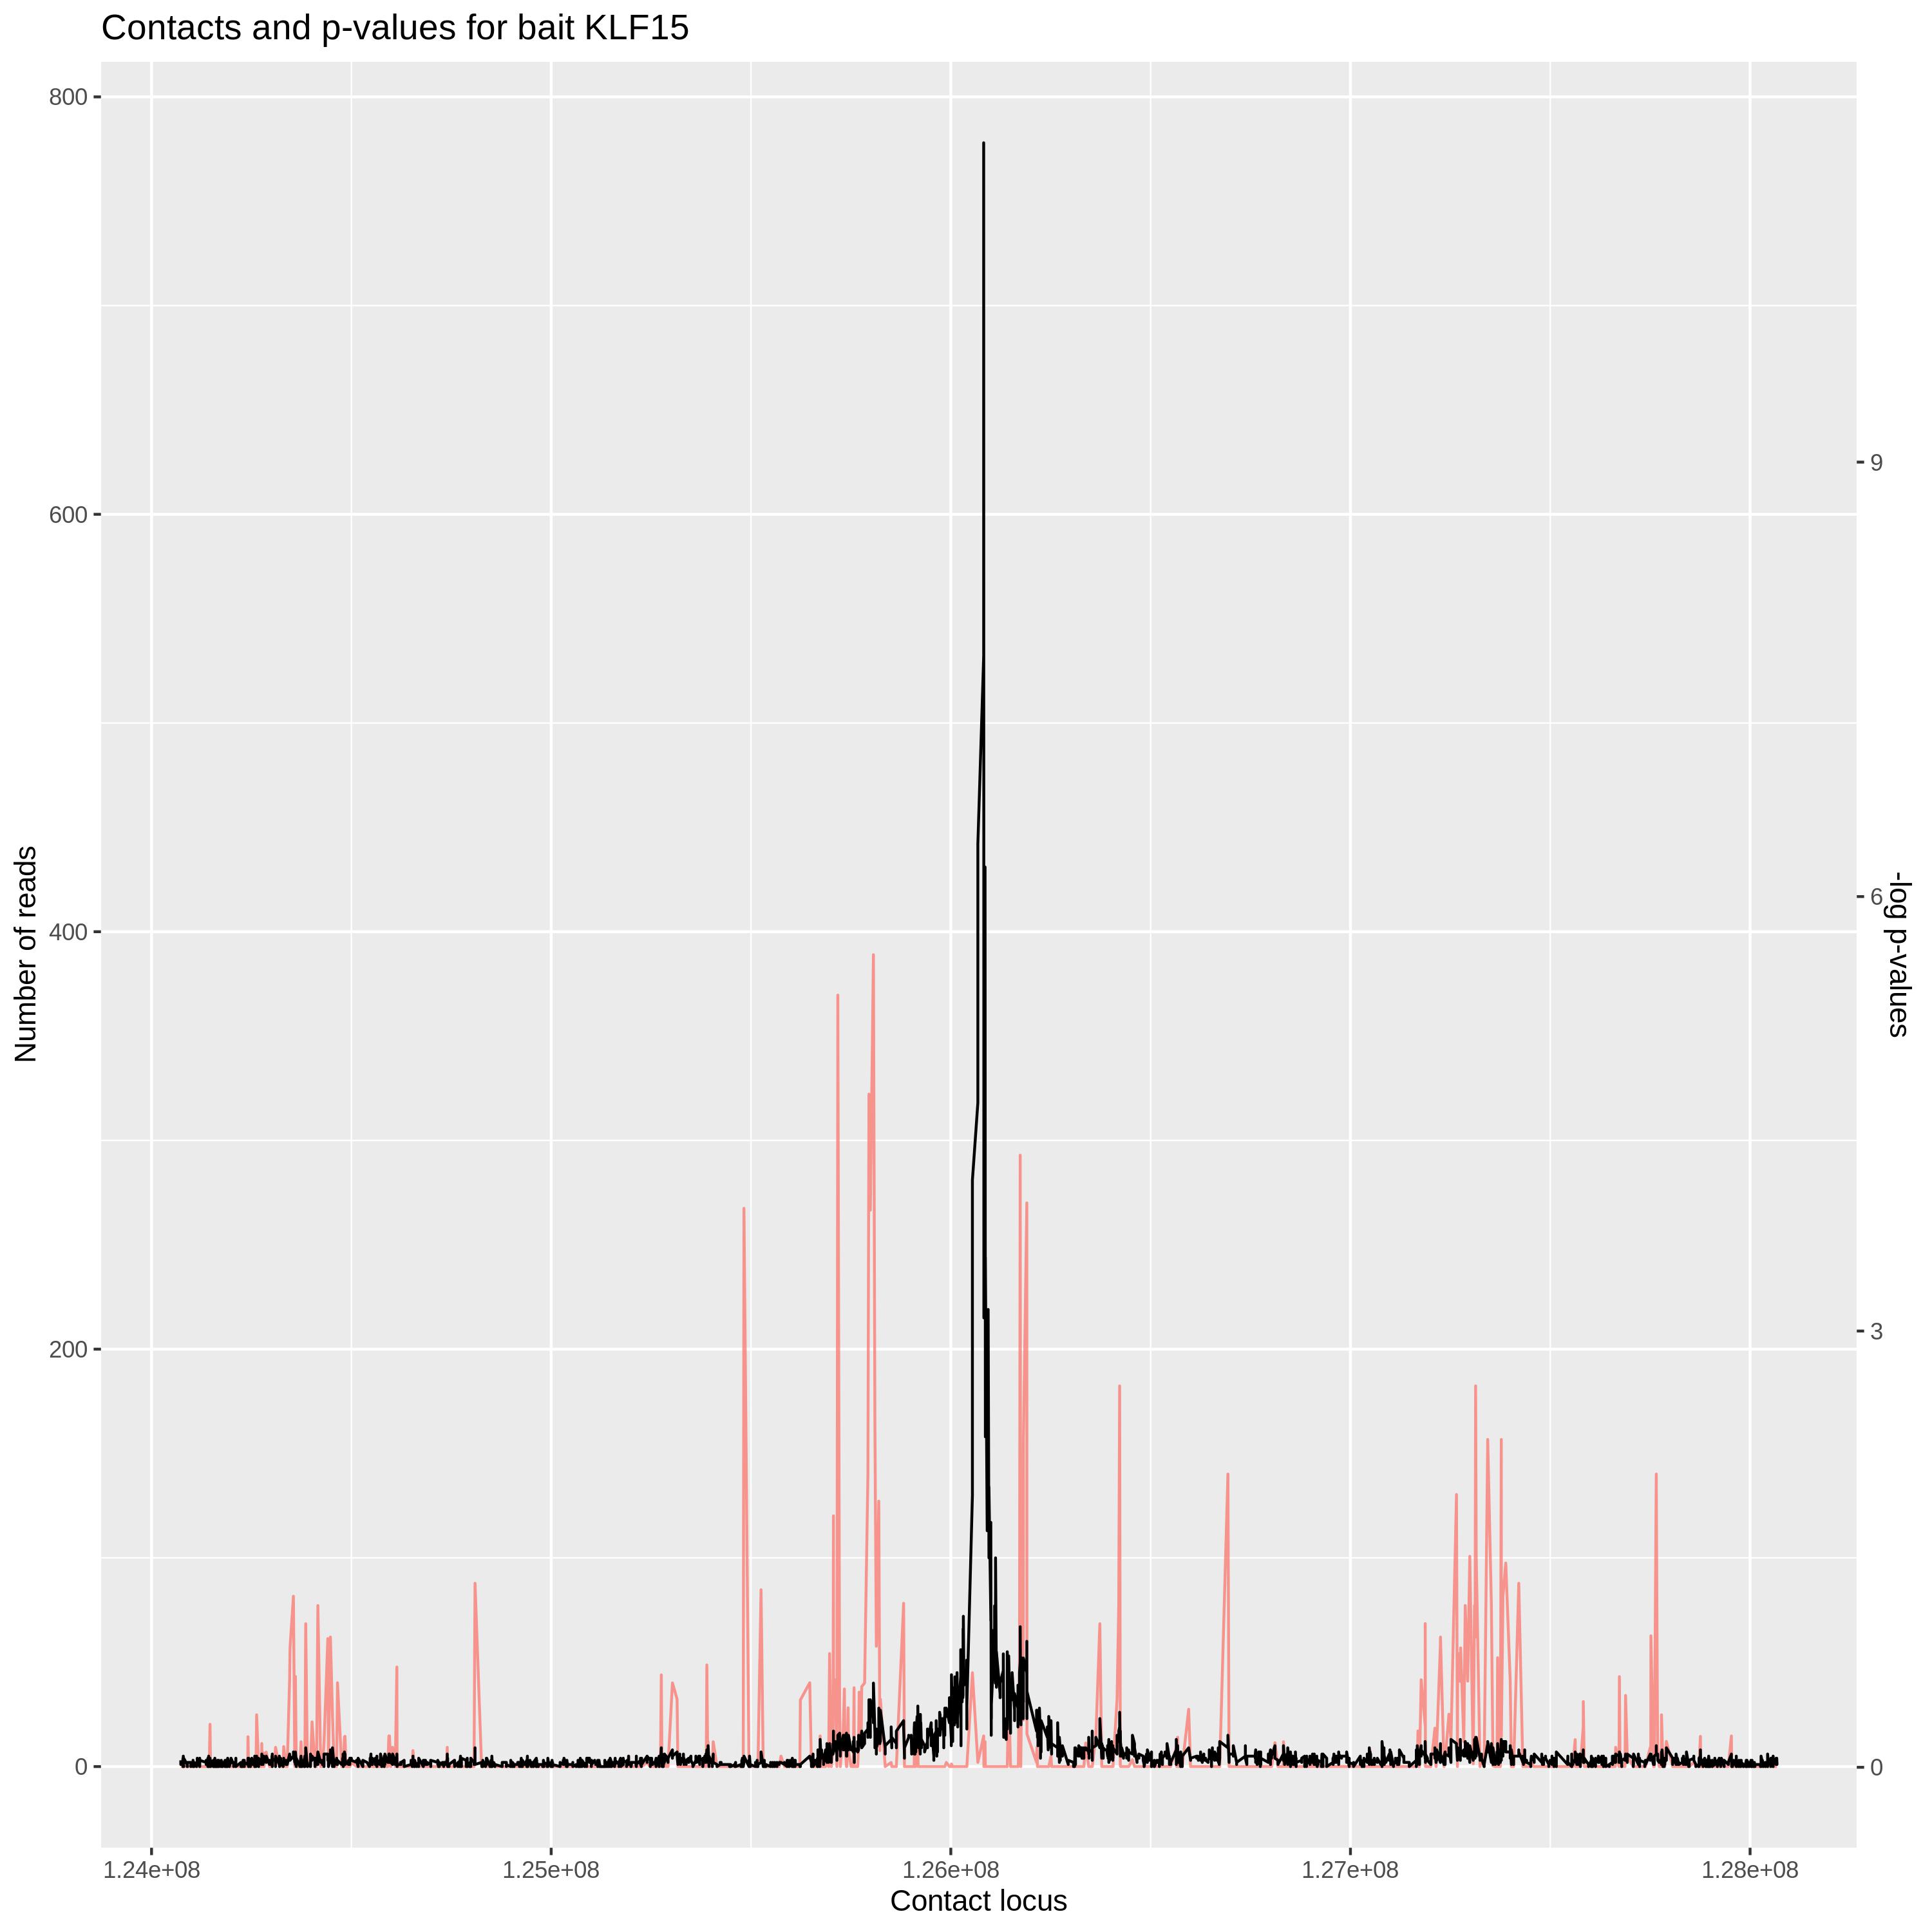 Contacts and p-values for bait KLF15
800
600
400
200
0
Number of reads
9
6
3
0
-log p-values
1.24e+08 1.25e+08 1.26e+08 1.27e+08 1.28e+08
Contact locus